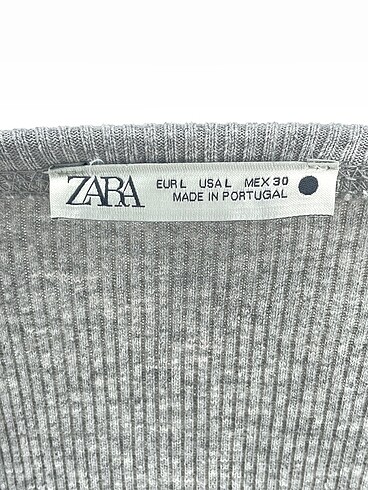 ZARA
EUR L USA L MEX 30
MADE IN PORTUGAL